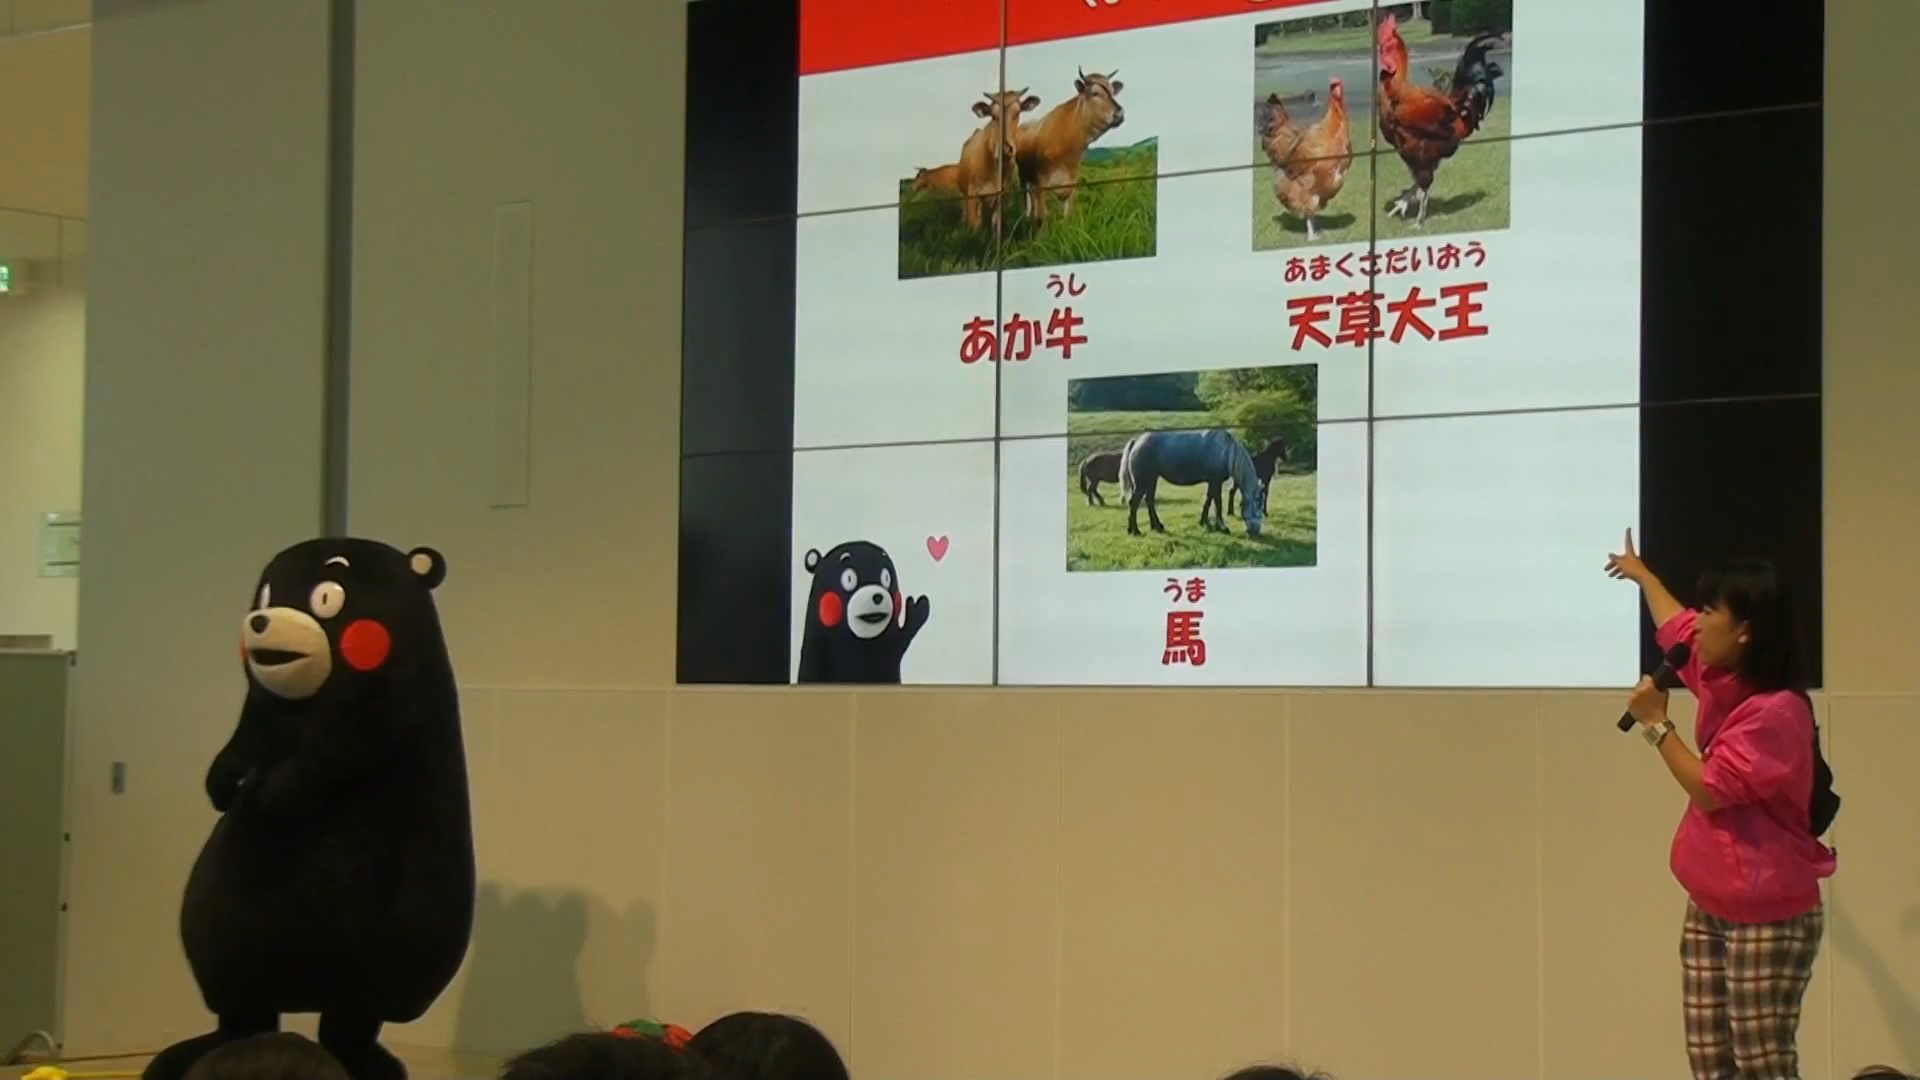 うし
あか牛
あまくさだいおう
天草大王
うま
馬